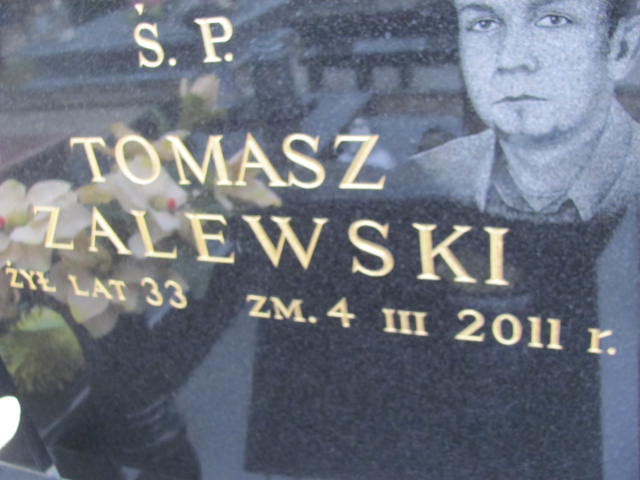 Ś. P.
TOMASZ
ZALEWSKI
ŻYŁ LAT 33 ZM. 4 III 2011 r.